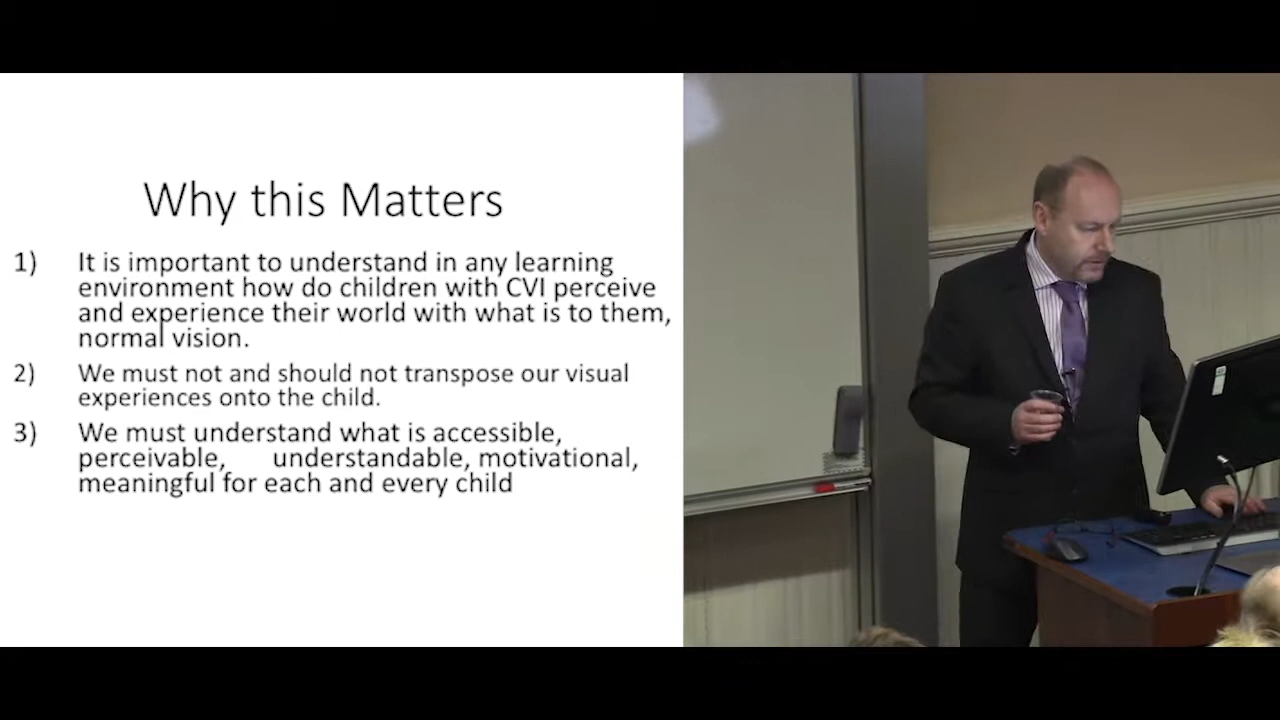 Why this Matters
1) It is important to understand in any learning
environment how do children with CVI perceive
and experience their world with what is to them,
normal vision.
2) We must not and should not transpose our visual
experiences onto the child.
3) We must understand what is accessible,
perceivable, understandable, motivational,
meaningful for each and every child